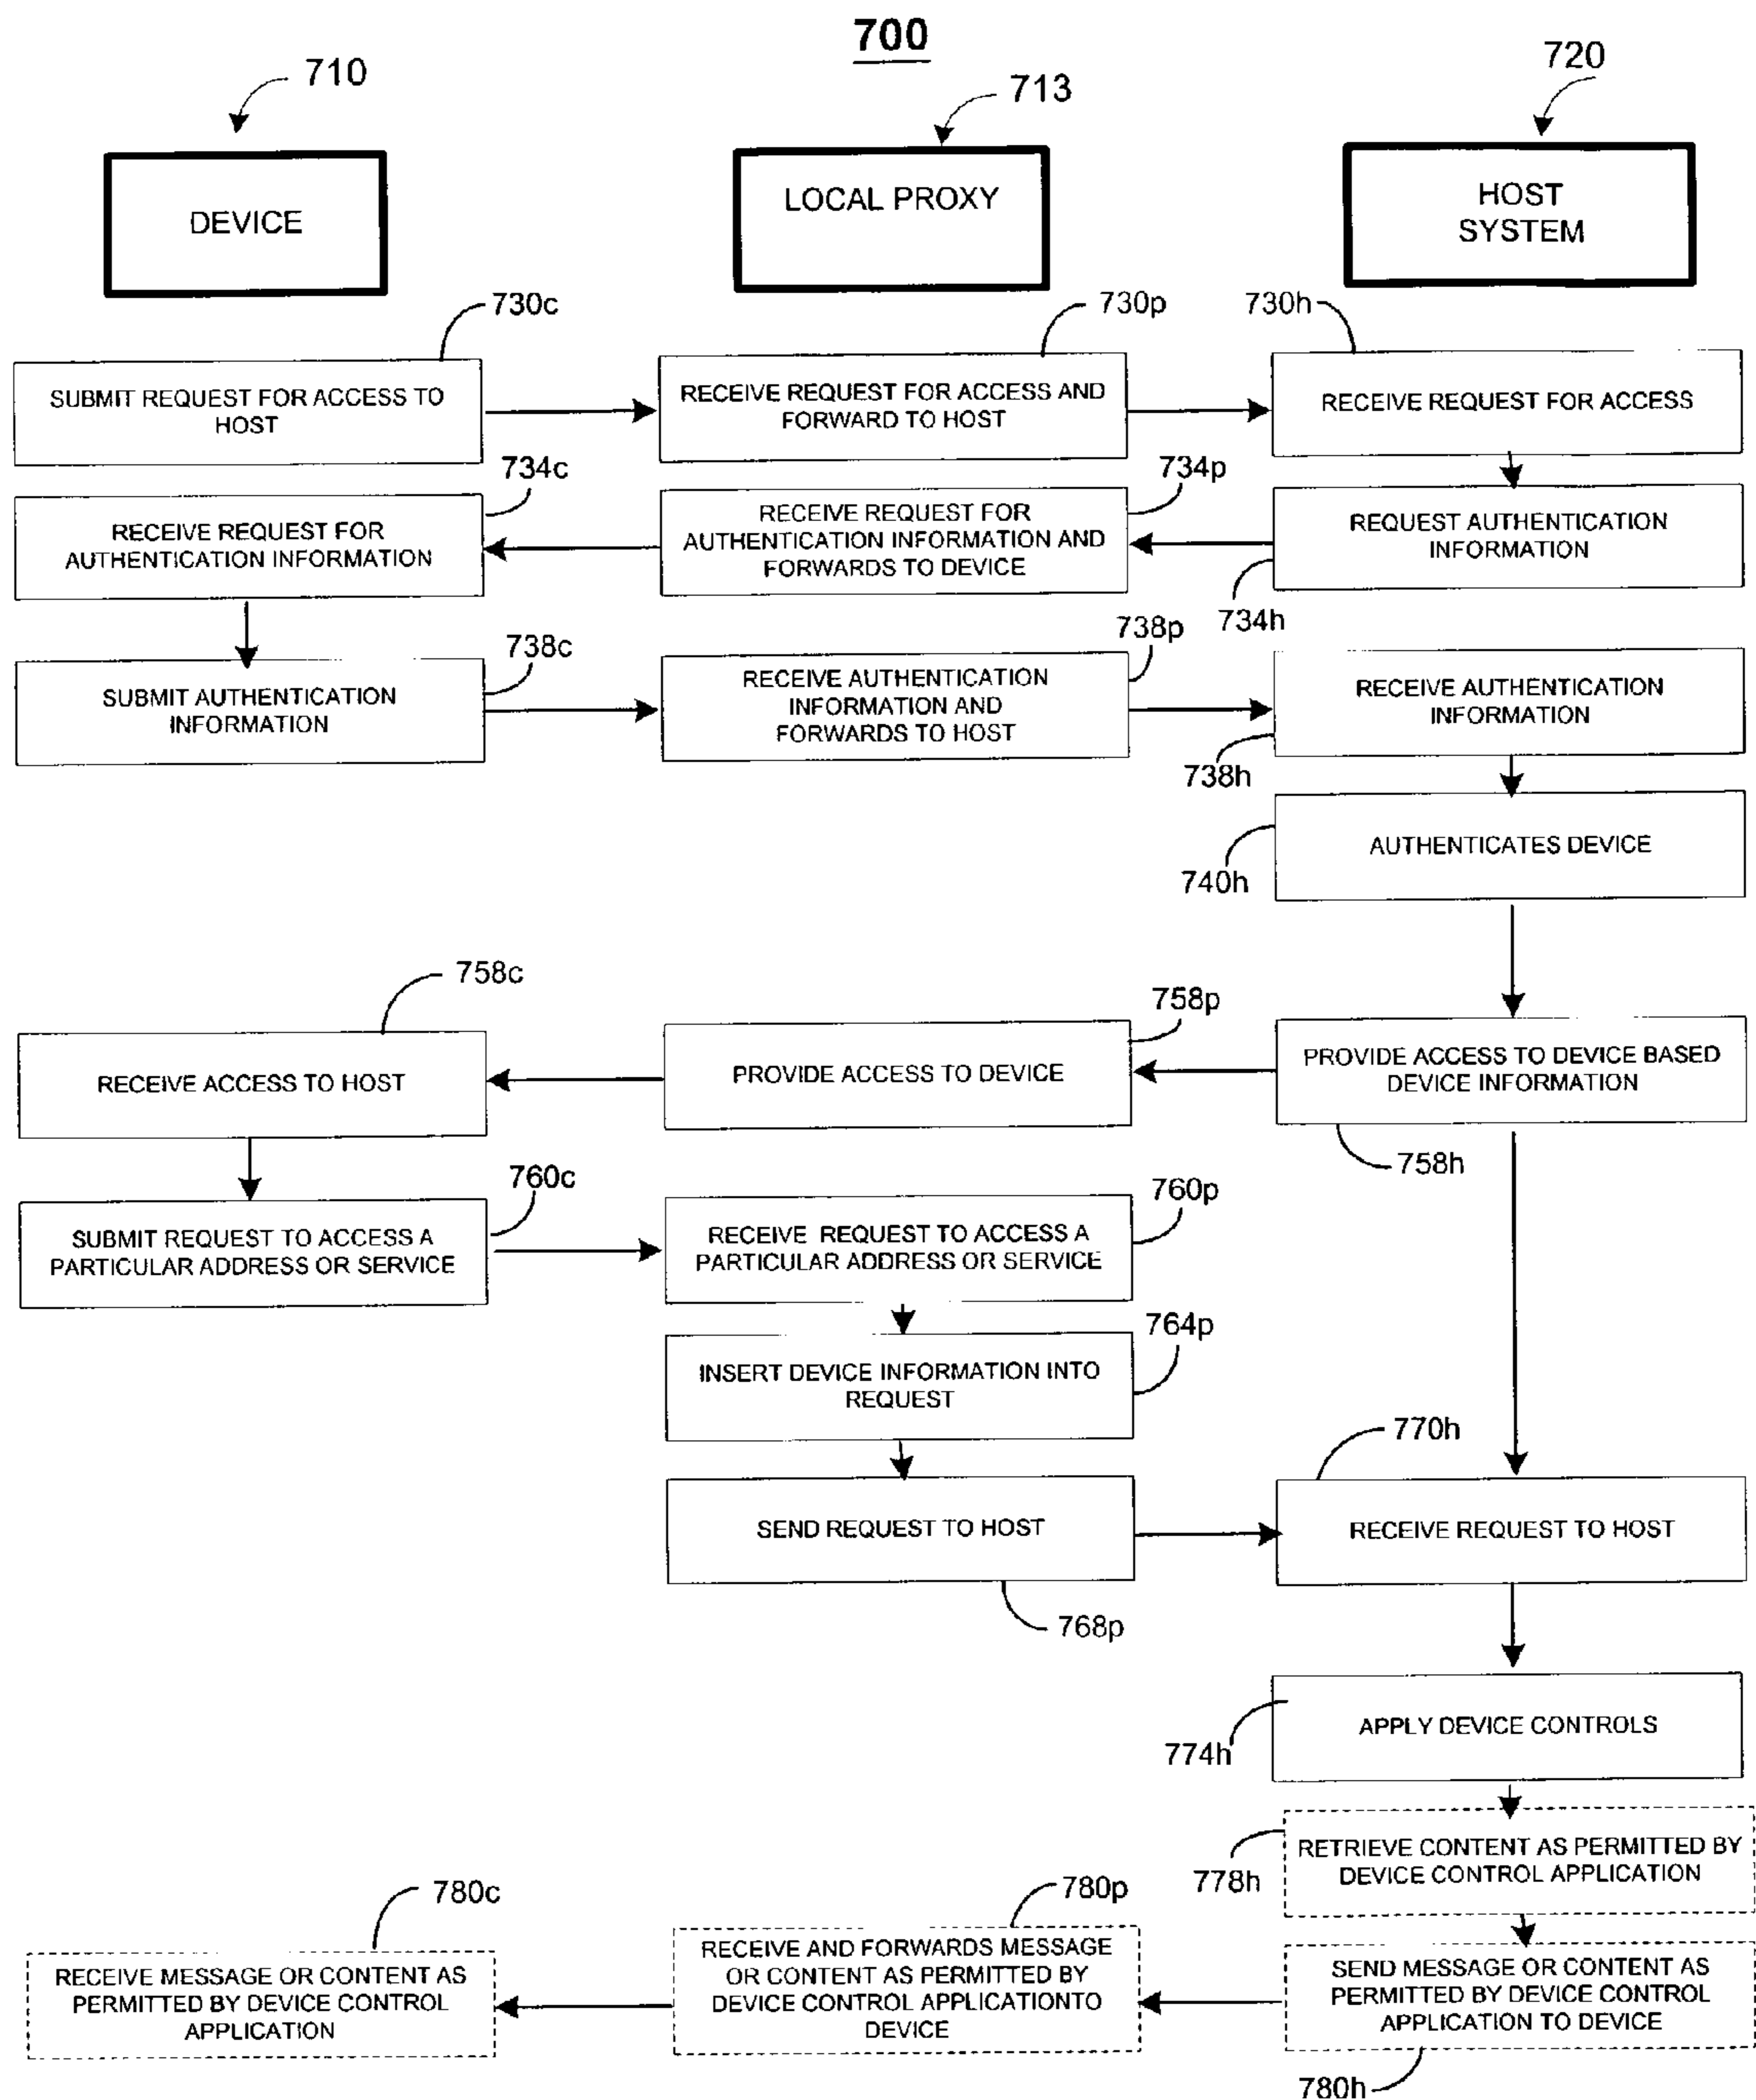 700
710
713
720
DEVICE
LOCAL PROXY
HOST
SYSTEM
730c
730p
730h
SUBMIT REQUEST FOR ACCESS TO
HOST
RECEIVE REQUEST FOR ACCESS AND
FORWARD TO HOST
RECEIVE REQUEST FOR ACCESS
734c
734p
RECEIVE REQUEST FOR
AUTHENTICATION INFORMATION
RECEIVE REQUEST FOR
AUTHENTICATION INFORMATION AND
FORWARDS TO DEVICE
REQUEST AUTHENTICATION
INFORMATION
734h
738c
738p
SUBMIT AUTHENTICATION
INFORMATION
RECEIVE AUTHENTICATION
INFORMATION AND
FORWARDS TO HOST
RECEIVE AUTHENTICATION
INFORMATION
738h
AUTHENTICATES DEVICE
740h
758c
758p
RECEIVE ACCESS TO HOST
PROVIDE ACCESS TO DEVICE
PROVIDE ACCESS TO DEVICE BASED
DEVICE INFORMATION
758h
760c
760p
SUBMIT REQUEST TO ACCESS A
PARTICULAR ADDRESS OR SERVICE
RECEIVE REQUEST TO ACCESS A
PARTICULAR ADDRESS OR SERVICE
764p
INSERT DEVICE INFORMATION INTO
REQUEST
770h
SEND REQUEST TO HOST
RECEIVE REQUEST TO HOST
768p
APPLY DEVICE CONTROLS
774h
RETRIEVE CONTENT AS PERMITTED BY
DEVICE CONTROL APPLICATION
778h
780c
780p
RECEIVE MESSAGE OR CONTENT AS
PERMITTED BY DEVICE CONTROL
APPLICATION
RECEIVE AND FORWARDS MESSAGE
OR CONTENT AS PERMITTED BY
DEVICE CONTROL APPLICATIONTO
DEVICE
SEND MESSAGE OR CONTENT AS
PERMITTED BY DEVICE CONTROL
APPLICATION TO DEVICE
780h